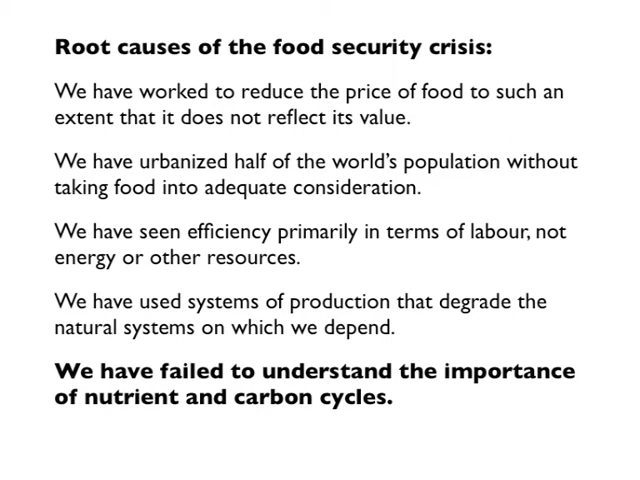 Root causes of the food security crisis:
We have worked to reduce the price of food to such an
extent that it does not reflect its value.
We have urbanized half of the world's population without
taking food into adequate consideration.
We have seen efficiency primarily in terms of labour, not
energy or other resources.
We have used systems of production that degrade the
natural systems on which we depend.
We have failed to understand the importance
of nutrient and carbon cycles.